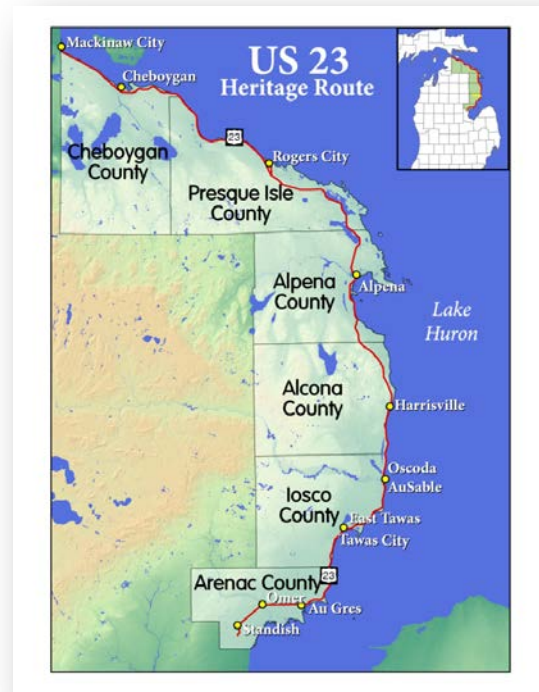 Mackinaw City
US 23
Heritage Route
Cheboygan
23
Cheboygan
County
Rogers City
Presque Isle
County
Alpena
County
Alpena
Lake
Huron
Alcona
County
Harrisville
Oscoda
AuSable
Iosco
County
East Tawas
Tawas City
Arenac County
23
Omer
Au Gres
Standish